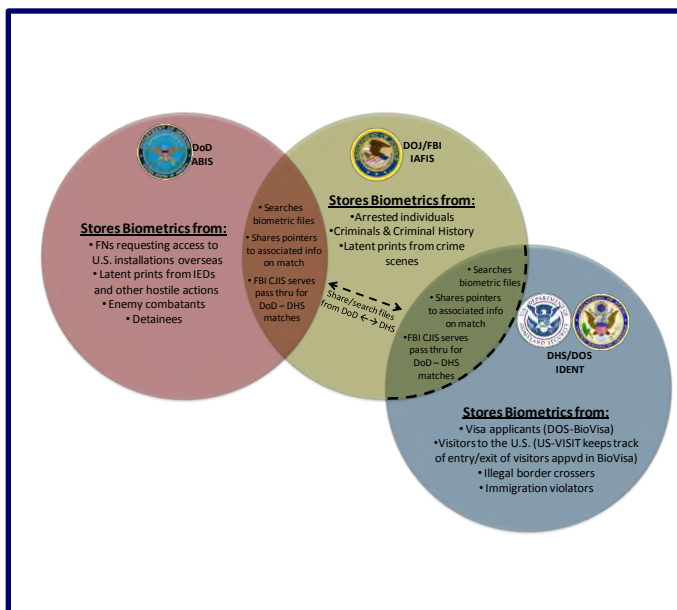 DoD
ABIS
Stores Biometrics from:
• FNs requesting access to
U.S. installations overseas
• Latent prints from IEDs
and other hostile actions
• Enemy combatants
• Detainees
• Searches
biometric files
• Shares pointers
to associated info
on match
• FBI CJIS serves
pass thru for
DoD – DHS
matches
DOJ/FBI
IAFIS
Stores Biometrics from:
•Arrested individuals
•Criminals & Criminal History
•Latent prints from crime
scenes
Share/search files
from DoD ←→ DHS
• Searches
biometric files
• Shares pointers
to associated info
on match
•FBI CJIS serves
pass thru for
DoD – DHS
matches
DHS/DOS
IDENT
Stores Biometrics from:
• Visa applicants (DOS-BioVisa)
•Visitors to the U.S. (US-VISIT keeps track
of entry/exit of visitors appvd in BioVisa)
• Illegal border crossers
• Immigration violators